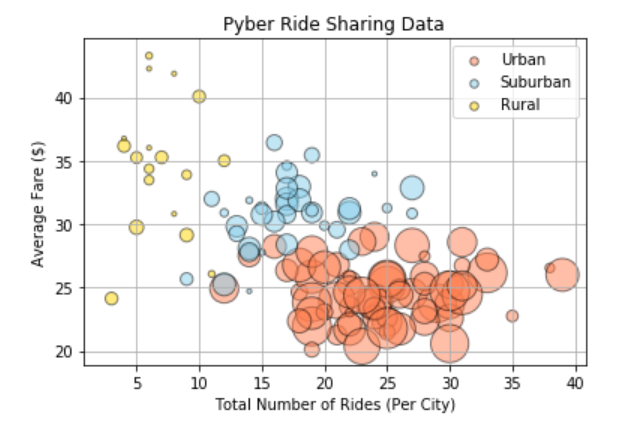 Pyber Ride Sharing Data
Urban
Suburban
Rural
Average Fare ($)
40
35
30
25
20
5 10 15 20 25 30 35 40
Total Number of Rides (Per City)